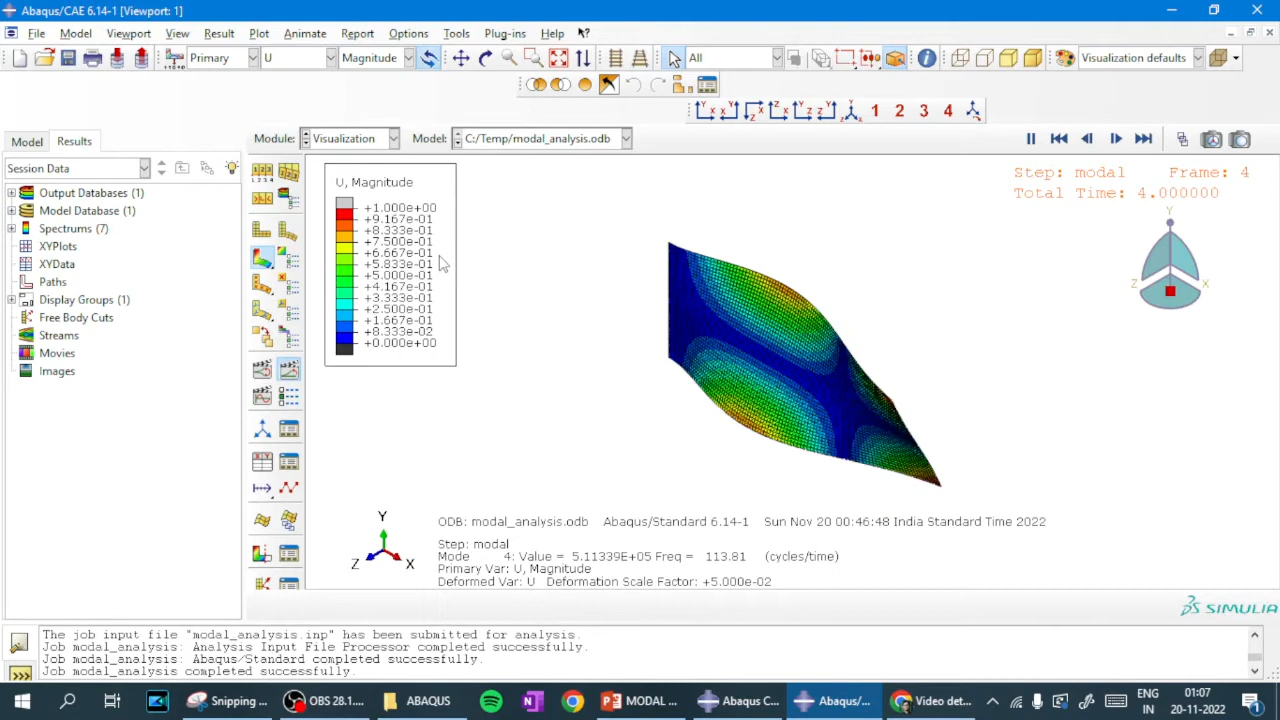 Abaqus/CAE 6.14-1 [Viewport: 1]
File Model Viewport View Result Plot Animate Report Options Tools Plug-ins Help
Primary U Magnitude All Visualization defaults
1 2 3 4
Model Results Module: Visualization Model: C:/Temp/modal_analysis.odb
Session Data
Output Databases (1)
Model Database (1)
Spectrums (7)
XYPlots
XYData
Paths
Display Groups (1)
Free Body Cuts
Streams
Movies
Images
U, Magnitude
+1.000e+00
+9.167e-01
+8.333e-01
+7.500e-01
+6.667e-01
+5.833e-01
+5.000e-01
+4.167e-01
+3.333e-01
+2.500e-01
+1.667e-01
+8.333e-02
+0.000e+00
Step: modal Frame: 4
Total Time: 4.000000
Y
Z X
Y
Z X
ODB: modal_analysis.odb Abaqus/Standard 6.14-1 Sun Nov 20 00:46:48 India Standard Time 2022
Step: modal
Mode 4: Value = 5.11339E+05 Freq = 113.81 (cycles/time)
Primary Var: U, Magnitude
Deformed Var: U Deformation Scale Factor: +5.000e-02
SIMULIA
The job input file "modal_analysis.inp" has been submitted for analysis.
Job modal_analysis: Analysis Input File Processor completed successfully.
Job modal_analysis: Abaqus/Standard completed successfully.
Job modal_analysis completed successfully.
Snipping ... OBS 28.1.... ABAQUS MODAL ... Abaqus C... Abaqus/... Video det...
ENG
IN
01:07
20-11-2022